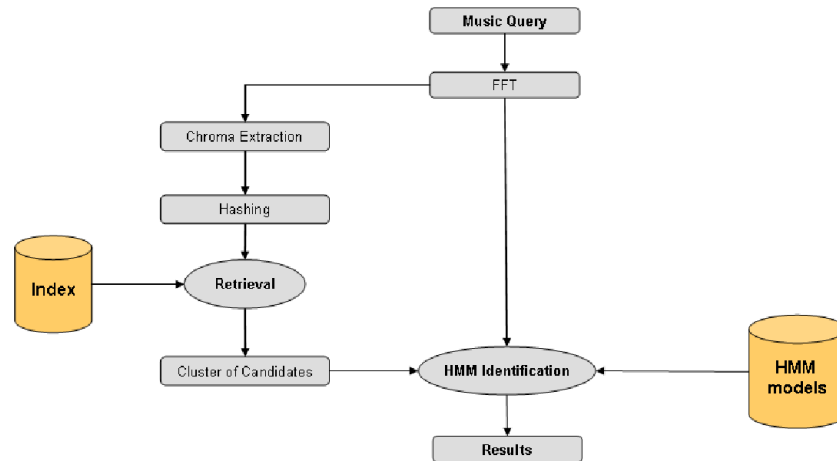 Music Query
FFT
Chroma Extraction
Hashing
Retrieval
Index
Cluster of Candidates
HMM Identification
HMM
models
Results